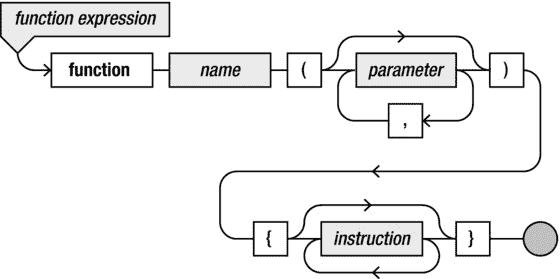 function expression
function name ( parameter )
,
{ instruction }